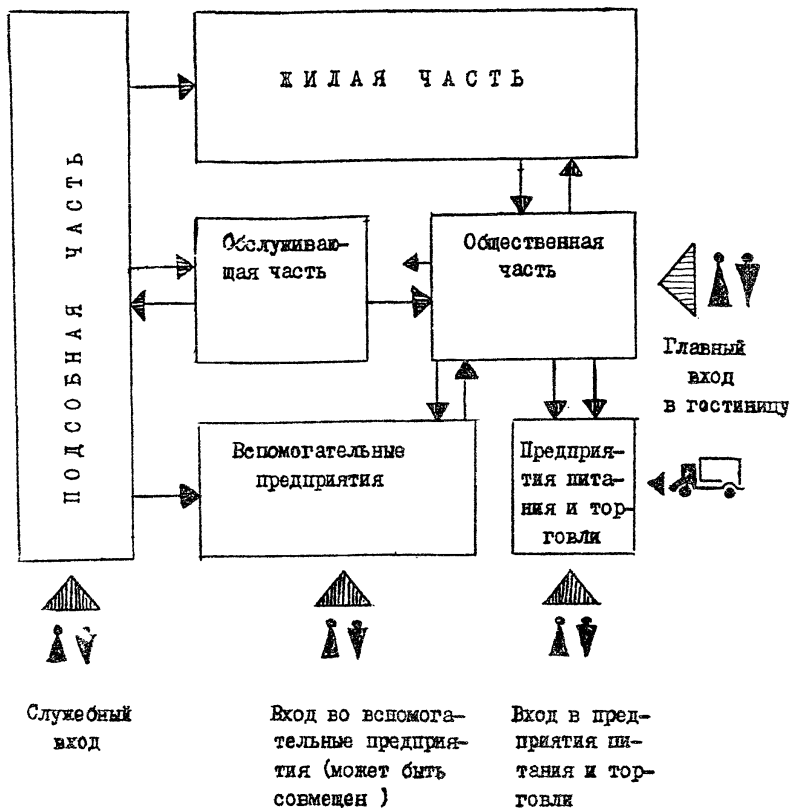 ЖИЛАЯ ЧАСТЬ
ПОДСОБНАЯ ЧАСТЬ
Обслуживаю-
щая часть
Общественная
часть
Главный
вход
в гостиницу
Вспомогательные
предприятия
Предприя-
тия пита-
ния и тор-
говли
Служебный
вход
Вход во вспомога-
тельные предприя-
тия (может быть
совмещен )
Вход в пред-
приятия пи-
тания и тор-
говли